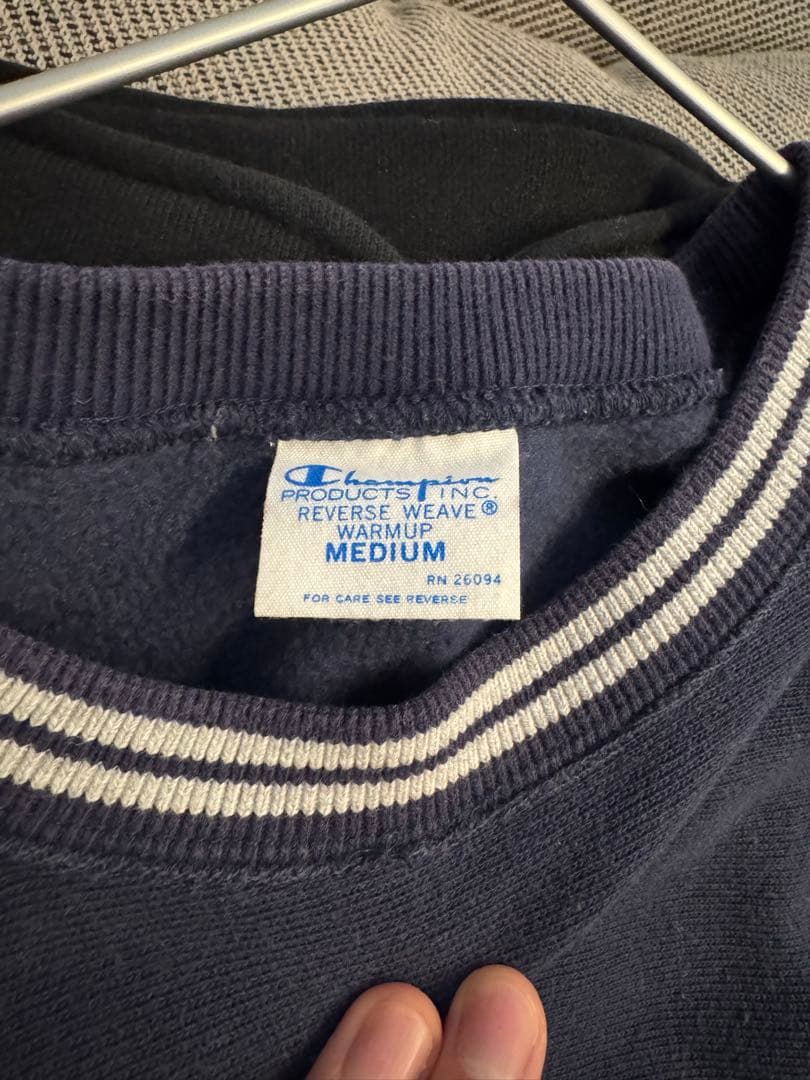 Champion
PRODUCTS INC.
REVERSE WEAVE®
WARMUP
MEDIUM
RN 26094
FOR CARE SEE REVERSE